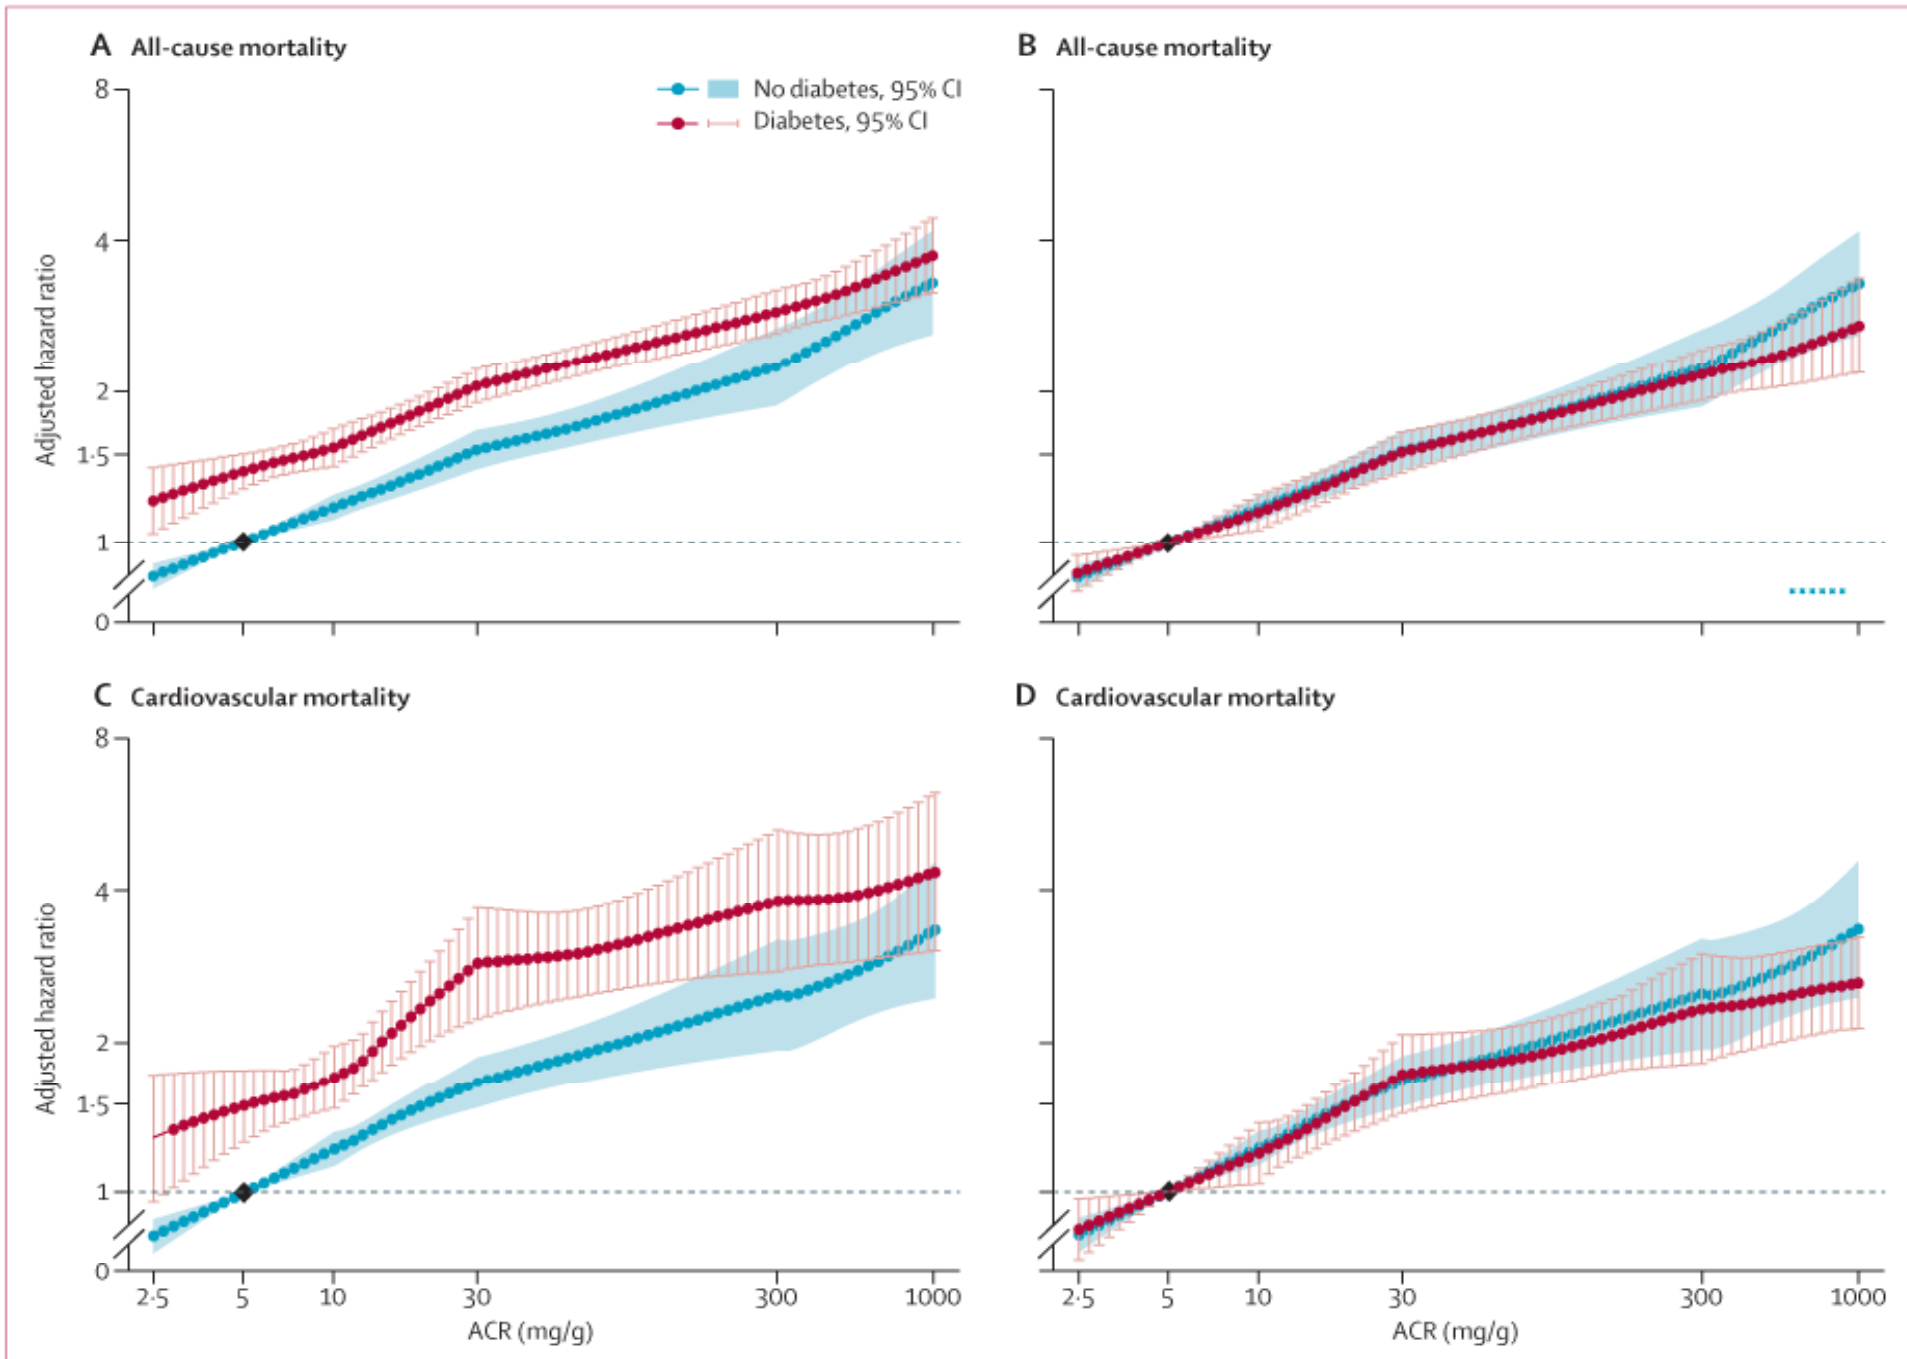 A All-cause mortality
B All-cause mortality
No diabetes, 95% CI
Diabetes, 95% CI
Adjusted hazard ratio
8
4
2
1·5
1
0
C Cardiovascular mortality
D Cardiovascular mortality
Adjusted hazard ratio
8
4
2
1·5
1
0
2·5 5 10 30 300 1000
ACR (mg/g)
2·5 5 10 30 300 1000
ACR (mg/g)